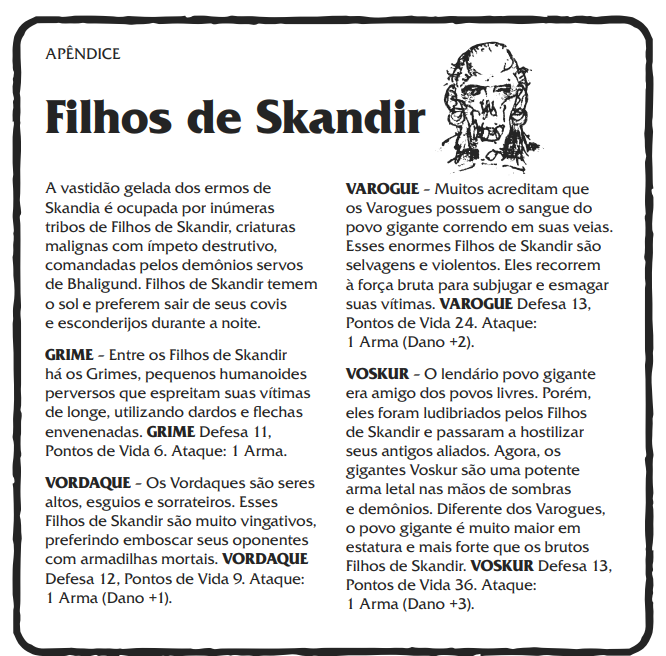 APÊNDICE
Filhos de Skandir
A vastidão gelada dos ermos de
Skandia é ocupada por inúmeras
tribos de Filhos de Skandir, criaturas
malignas com ímpeto destrutivo,
comandadas pelos demônios servos
de Bhaligund. Filhos de Skandir temem
o sol e preferem sair de seus covis
e esconderijos durante a noite.
GRIME - Entre os Filhos de Skandir
há os Grimes, pequenos humanoides
perversos que espreitam suas vítimas
de longe, utilizando dardos e flechas
envenenadas. GRIME Defesa 11,
Pontos de Vida 6. Ataque: 1 Arma.
VORDAQUE - Os Vordaques são seres
altos, esguios e sorrateiros. Esses
Filhos de Skandir são muito vingativos,
preferindo emboscar seus oponentes
com armadilhas mortais. VORDAQUE
Defesa 12, Pontos de Vida 9. Ataque:
1 Arma (Dano +1).
VAROGUE - Muitos acreditam que
os Varogues possuem o sangue do
povo gigante correndo em suas veias.
Esses enormes Filhos de Skandir são
selvagens e violentos. Eles recorrem
à força bruta para subjugar e esmagar
suas vítimas. VAROGUE Defesa 13,
Pontos de Vida 24. Ataque:
1 Arma (Dano +2).
VOSKUR - O lendário povo gigante
era amigo dos povos livres. Porém,
eles foram ludibriados pelos Filhos
de Skandir e passaram a hostilizar
seus antigos aliados. Agora, os
gigantes Voskur são uma potente
arma letal nas mãos de sombras
e demônios. Diferente dos Varogues,
o povo gigante é muito maior em
estatura e mais forte que os brutos
Filhos de Skandir. VOSKUR Defesa 13,
Pontos de Vida 36. Ataque:
1 Arma (Dano +3).